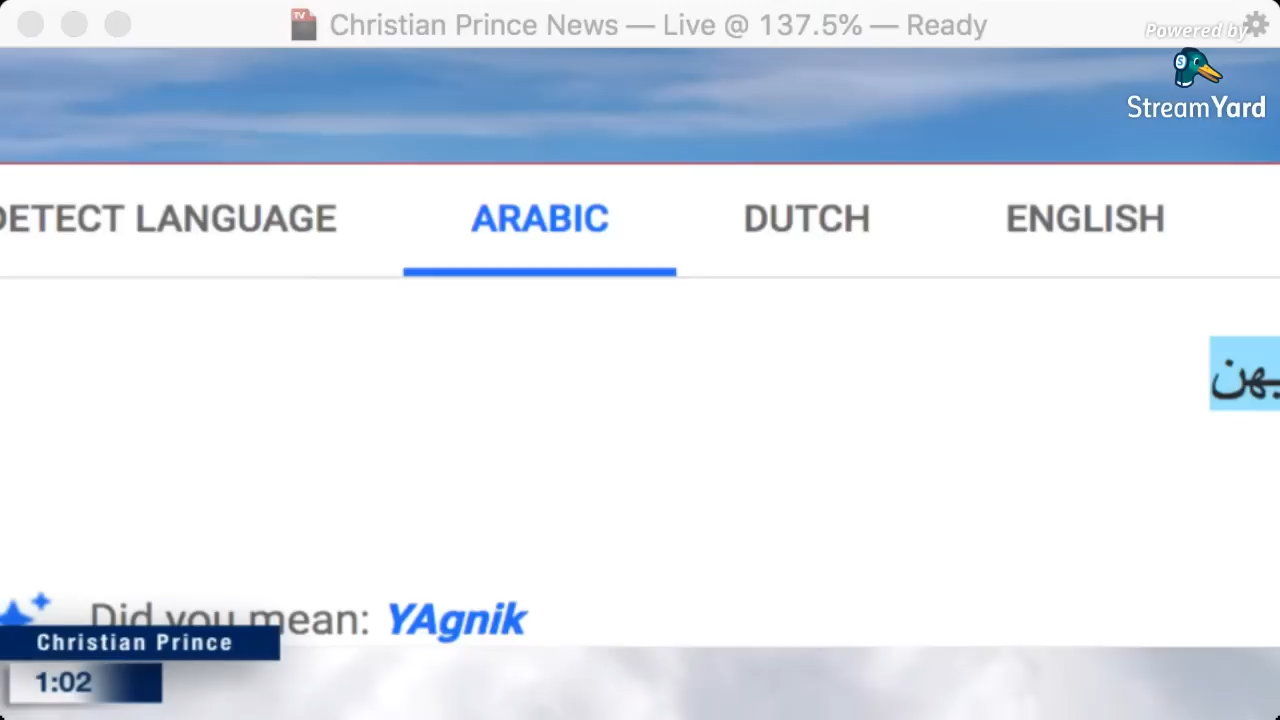 Christian Prince News — Live @ 137.5% — Ready
Powered by
StreamYard
DETECT LANGUAGE ARABIC DUTCH ENGLISH
Did you mean: YAgnik
Christian Prince
1:02